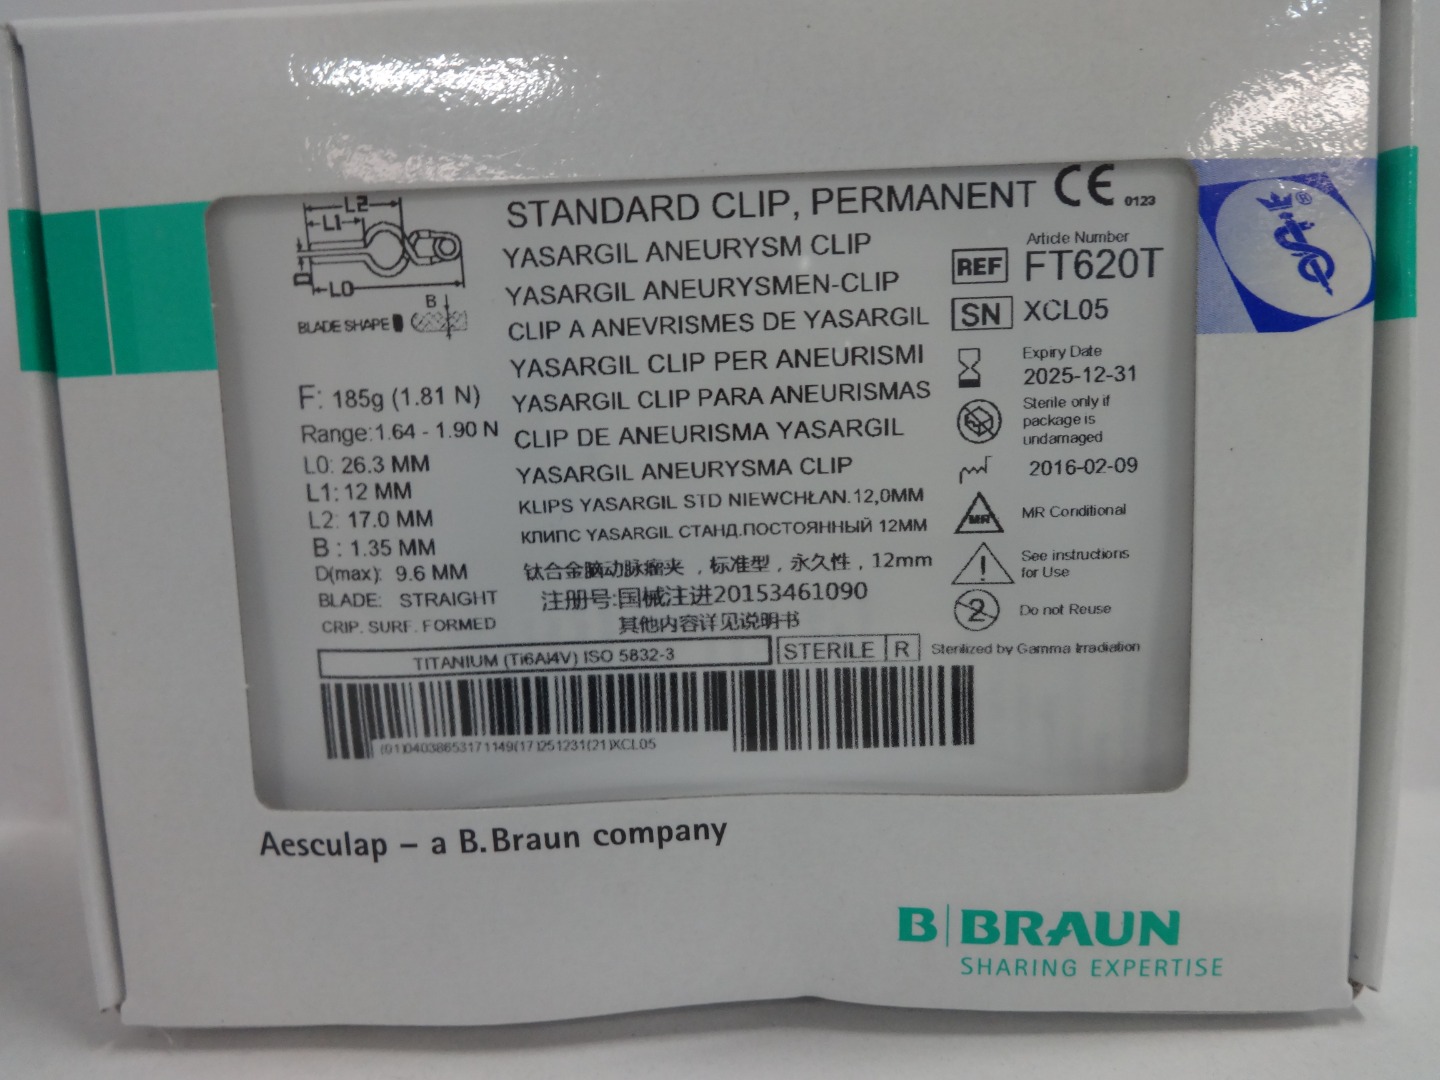 L2
L1
D
L0
B
BLADE SHAPE
F: 185g (1.81 N)
Range:1.64 - 1.90 N
L0: 26.3 MM
L1: 12 MM
L2: 17.0 MM
B : 1.35 MM
D(max): 9.6 MM
BLADE: STRAIGHT
CRIP. SURF. FORMED
STANDARD CLIP, PERMANENT
YASARGIL ANEURYSM CLIP
YASARGIL ANEURYSMEN-CLIP
CLIP A ANEVRISMES DE YASARGIL
YASARGIL CLIP PER ANEURISMI
YASARGIL CLIP PARA ANEURISMAS
CLIP DE ANEURISMA YASARGIL
YASARGIL ANEURYSMA CLIP
KLIPS YASARGIL STD NIEWCHŁAN.12,0MM
КЛИПС YASARGIL СТАНД.ПОСТОЯННЫЙ 12ММ
钛合金脑动脉瘤夹，标准型，永久性，12mm
注册号:国械注进20153461090
其他内容详见说明书
CE 0123
Article Number
REF FT620T
SN XCL05
Expiry Date
2025-12-31
Sterile only if
package is
undamaged
2016-02-09
MR
MR Conditional
See instructions
for Use
2
Do not Reuse
TITANIUM (Ti6Al4V) ISO 5832-3
STERILE R
Sterilized by Gamma Irradiation
(01)04038653171149(17)251231(21)XCL05
®
Aesculap – a B.Braun company
B|BRAUN
SHARING EXPERTISE